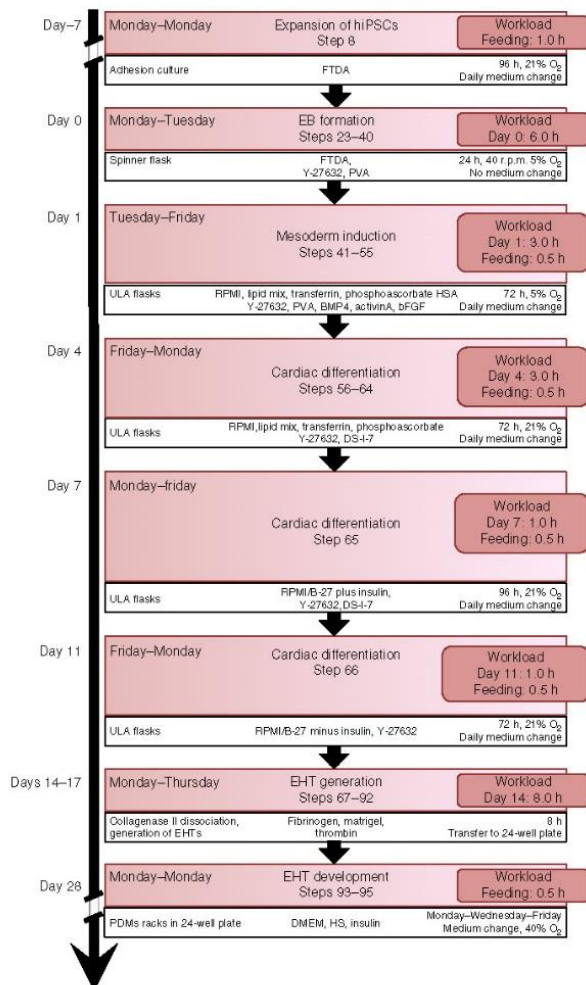 Day–7
Monday–Monday
Expansion of hiPSCs
Step 8
Workload
Feeding: 1.0 h
Adhesion culture
FTDA
96 h, 21% O2
Daily medium change
Day 0
Monday–Tuesday
EB formation
Steps 23–40
Workload
Day 0: 6.0 h
Spinner flask
FTDA,
Y-27632, PVA
24 h, 40 r.p.m. 5% O2
No medium change
Day 1
Tuesday–Friday
Mesoderm induction
Steps 41–55
Workload
Day 1: 3.0 h
Feeding: 0.5 h
ULA flasks
RPMI, lipid mix, transferrin, phosphoascorbate HSA
Y-27632, PVA, BMP4, activinA, bFGF
72 h, 5% O2
Daily medium change
Day 4
Friday–Monday
Cardiac differentiation
Steps 56–64
Workload
Day 4: 3.0 h
Feeding: 0.5 h
ULA flasks
RPMI,lipid mix, transferrin, phosphoascorbate
Y-27632, DS-I-7
72 h, 21% O2
Daily medium change
Day 7
Monday–friday
Cardiac differentiation
Step 65
Workload
Day 7: 1.0 h
Feeding: 0.5 h
ULA flasks
RPMI/B-27 plus insulin,
Y-27632,DS-I-7
96 h, 21% O2
Daily medium change
Day 11
Friday–Monday
Cardiac differentiation
Step 66
Workload
Day 11: 1.0 h
Feeding: 0.5 h
ULA flasks
RPMI/B-27 minus insulin, Y-27632
72 h, 21% O2
Daily medium change
Days 14–17
Monday–Thursday
EHT generation
Steps 67–92
Workload
Day 14: 8.0 h
Collagenase II dissociation,
generation of EHTs
Fibrinogen, matrigel,
thrombin
8 h
Transfer to 24-well plate
Day 28
Monday–Monday
EHT development
Steps 93–95
Workload
Feeding: 0.5 h
PDMs racks in 24-well plate
DMEM, HS, insulin
Monday–Wednesday–Friday
Medium change, 40% O2